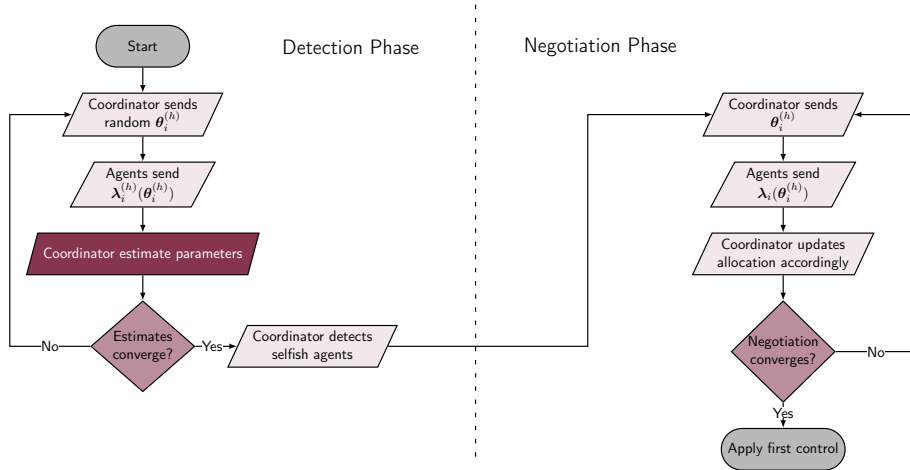 Detection Phase
Start
Coordinator sends
random θ_i^{(h)}
Agents send
λ_i^{(h)}(θ_i^{(h)})
Coordinator estimate parameters
Estimates
converge?
No
Yes
Coordinator detects
selfish agents
Negotiation Phase
Coordinator sends
θ_i^{(h)}
Agents send
λ_i(θ_i^{(h)})
Coordinator updates
allocation accordingly
Negotiation
converges?
No
Yes
Apply first control